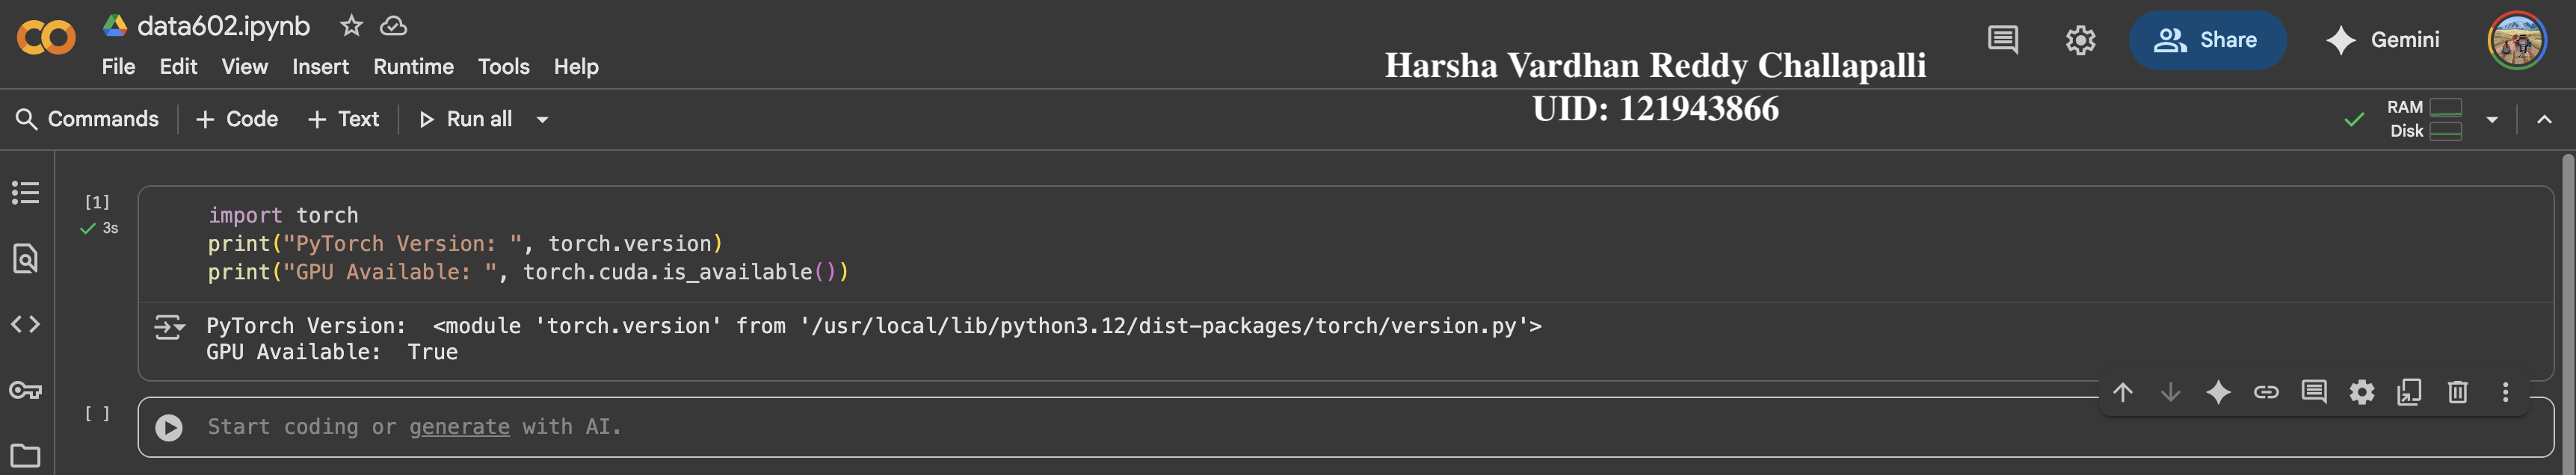 data602.ipynb
File Edit View Insert Runtime Tools Help
Harsha Vardhan Reddy Challapalli
UID: 121943866
Share
Gemini
Commands + Code + Text Run all
RAM
Disk
[1]
3s
import torch
print("PyTorch Version: ", torch.version)
print("GPU Available: ", torch.cuda.is_available())
PyTorch Version:  <module 'torch.version' from '/usr/local/lib/python3.12/dist-packages/torch/version.py'>
GPU Available:  True
[ ]
Start coding or generate with AI.